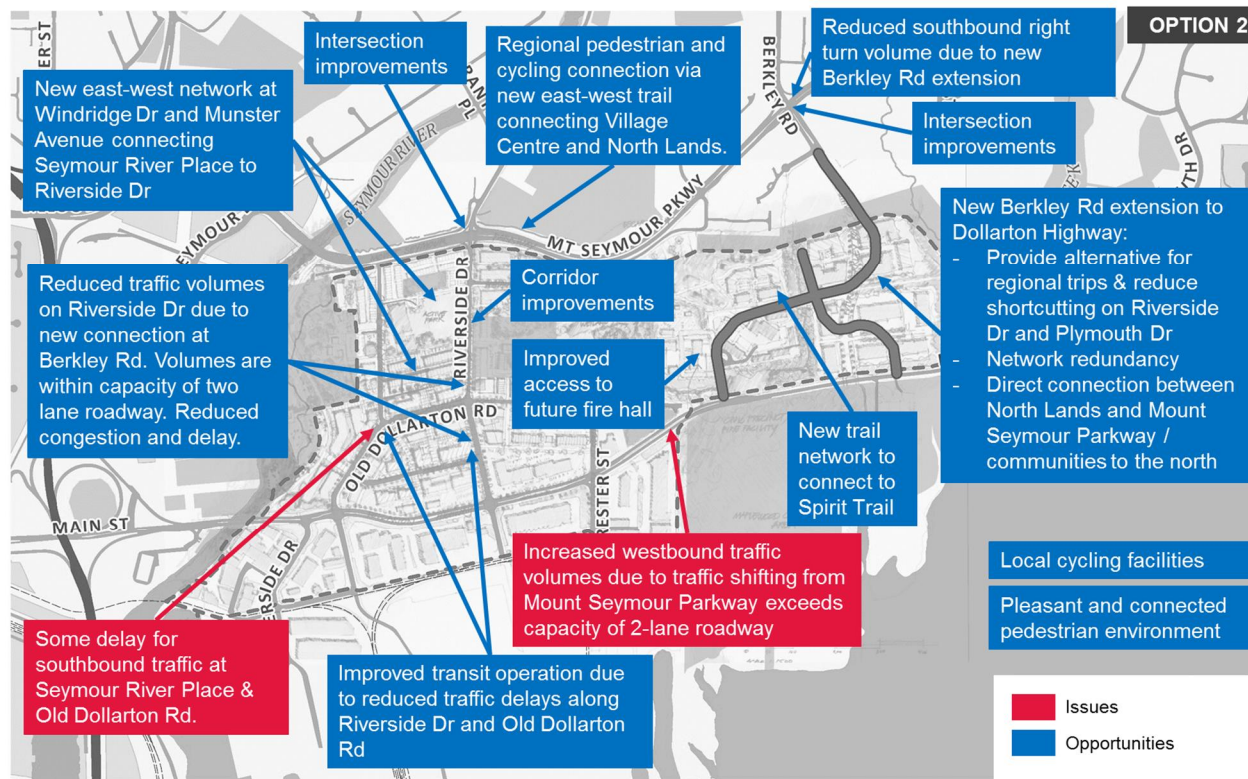 OPTION 2
Intersection
improvements
Regional pedestrian and
cycling connection via
new east-west trail
connecting Village
Centre and North Lands.
Reduced southbound right
turn volume due to new
Berkley Rd extension
Intersection
improvements
New east-west network at
Windridge Dr and Munster
Avenue connecting
Seymour River Place to
Riverside Dr
BERKLEY RD
PL
SEYMOUR RIVER
MT SEYMOUR PKWY
RIVERSIDE DR
New Berkley Rd extension to
Dollarton Highway:
- Provide alternative for
regional trips & reduce
shortcutting on Riverside
Dr and Plymouth Dr
- Network redundancy
- Direct connection between
North Lands and Mount
Seymour Parkway /
communities to the north
Reduced traffic volumes
on Riverside Dr due to
new connection at
Berkley Rd. Volumes are
within capacity of two
lane roadway. Reduced
congestion and delay.
Corridor
improvements
Improved
access to
future fire hall
New trail
network to
connect to
Spirit Trail
OLD DOLLARTON RD
MAIN ST
ERSIDE DR
RESTER ST
Increased westbound traffic
volumes due to traffic shifting from
Mount Seymour Parkway exceeds
capacity of 2-lane roadway
Some delay for
southbound traffic at
Seymour River Place &
Old Dollarton Rd.
Improved transit operation due
to reduced traffic delays along
Riverside Dr and Old Dollarton
Rd
Local cycling facilities
Pleasant and connected
pedestrian environment
Issues
Opportunities